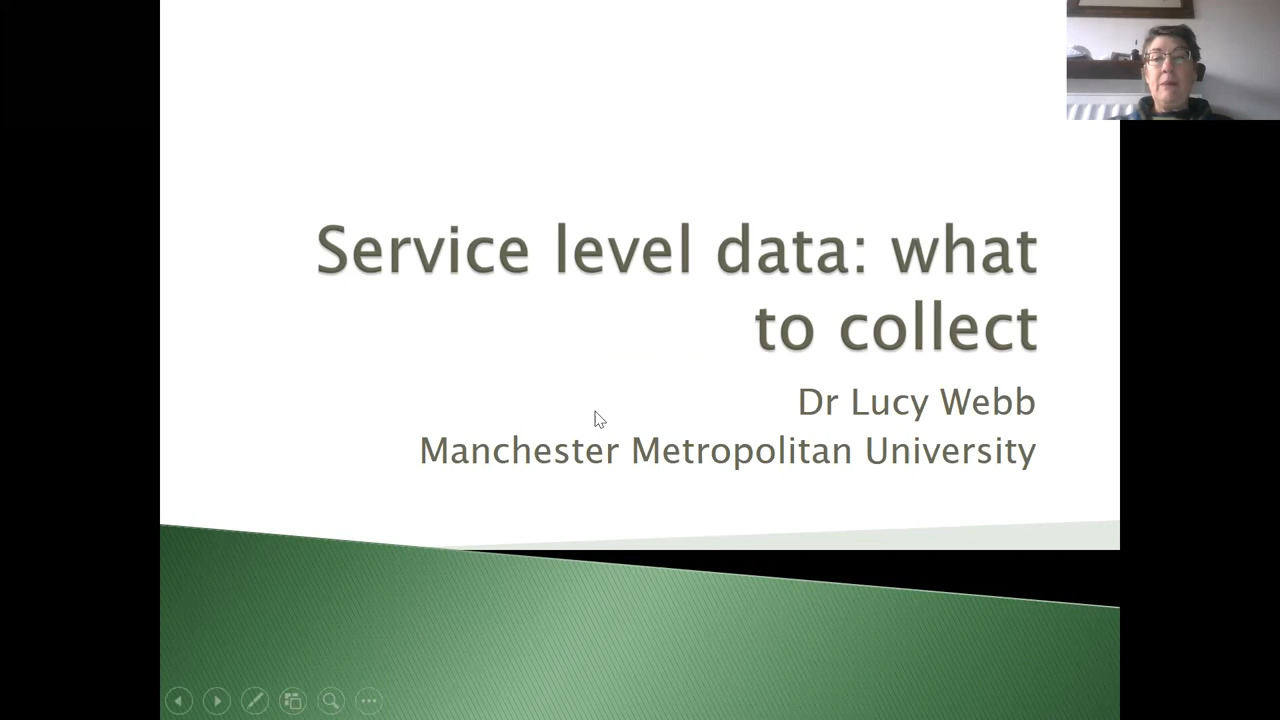 Service level data: what
to collect
Dr Lucy Webb
Manchester Metropolitan University